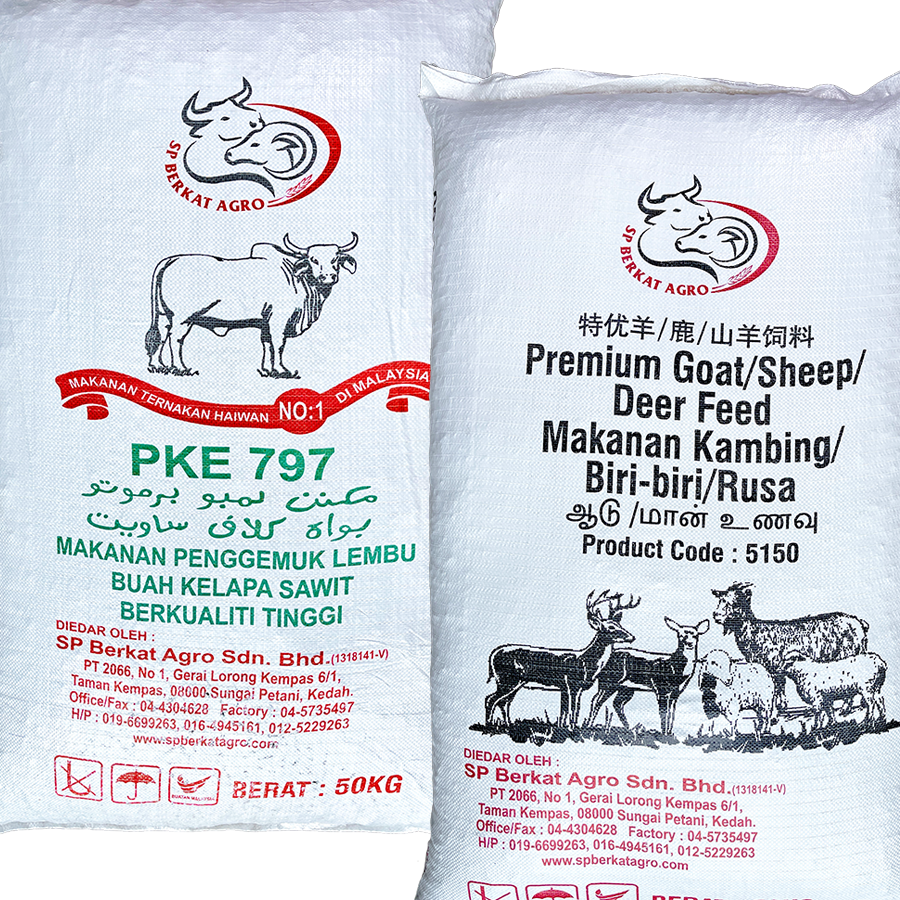 SP BERKAT AGRO
MAKANAN TERNAKAN HAIWAN NO:1 DI MALAYSIA
PKE 797
مكنن لمبو برموتو
بواه كلاڤ ساويت
MAKANAN PENGGEMUK LEMBU
BUAH KELAPA SAWIT
BERKUALITI TINGGI
DIEDAR OLEH :
SP Berkat Agro Sdn. Bhd.(1318141-V)
PT 2066, No 1, Gerai Lorong Kempas 6/1,
Taman Kempas, 08000 Sungai Petani, Kedah.
Office/Fax : 04-4304628 Factory : 04-5735497
H/P : 019-6699263, 016-4945161, 012-5229263
www.spberkatagro.com
BUATAN MALAYSIA
BERAT : 50KG
SP BERKAT AGRO
特优羊/鹿/山羊饲料
Premium Goat/Sheep/
Deer Feed
Makanan Kambing/
Biri-biri/Rusa
ஆடு /மான் உணவு
Product Code : 5150
DIEDAR OLEH :
SP Berkat Agro Sdn. Bhd.(1318141-V)
PT 2066, No 1, Gerai Lorong Kempas 6/1,
Taman Kempas, 08000 Sungai Petani, Kedah.
Office/Fax : 04-4304628 Factory : 04-5735497
H/P : 019-6699263, 016-4945161, 012-5229263
www.spberkatagro.com